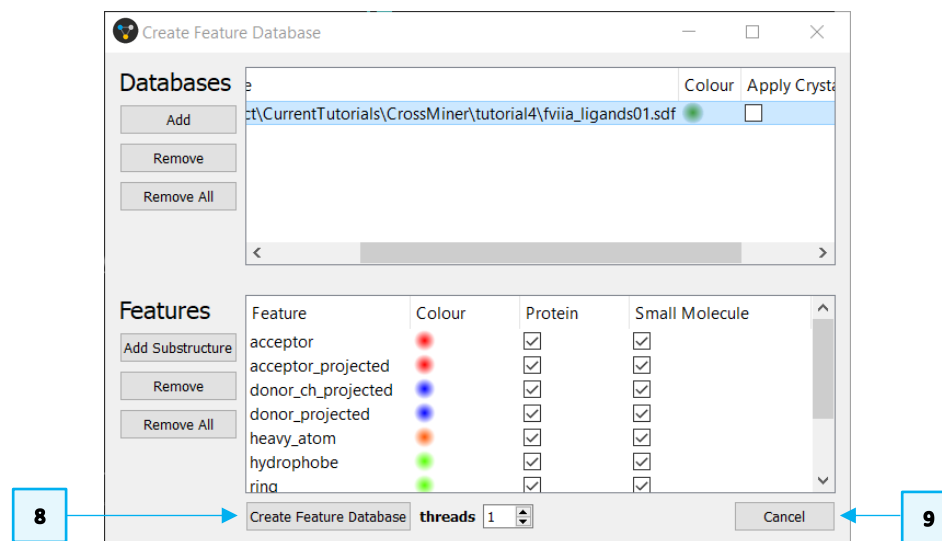 Create Feature Database
Databases
Add
Remove
Remove All
e Colour Apply Crysta
ct\CurrentTutorials\CrossMiner\tutorial4\fviia_ligands01.sdf
Features
Add Substructure
Remove
Remove All
Feature Colour Protein Small Molecule
acceptor
acceptor_projected
donor_ch_projected
donor_projected
heavy_atom
hydrophobe
ring
8 Create Feature Database threads 1 Cancel 9